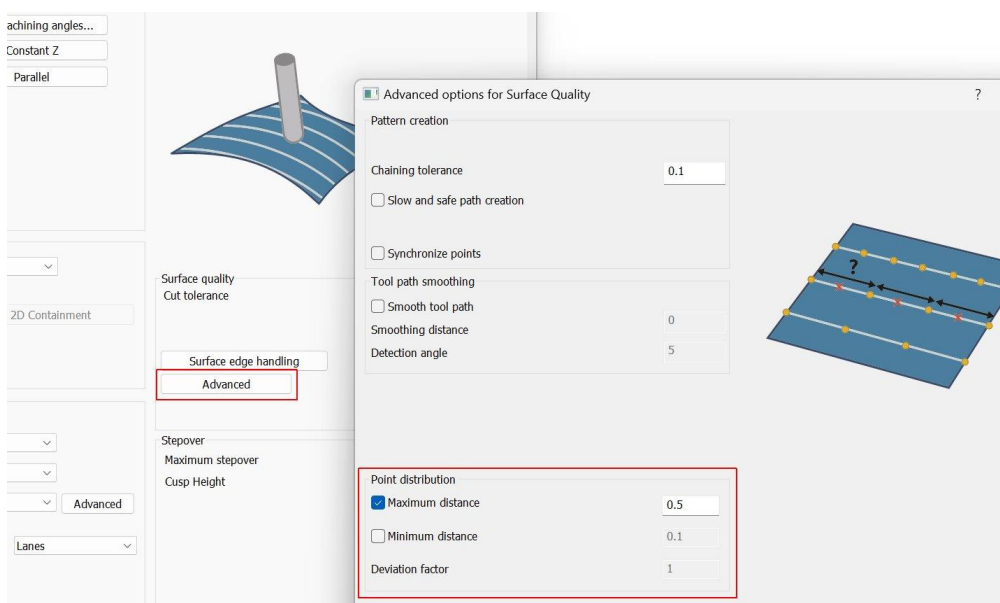 achining angles...
Constant Z
Parallel
2D Containment
Advanced
Lanes
Surface quality
Cut tolerance
Surface edge handling
Advanced
Stepover
Maximum stepover
Cusp Height
Advanced options for Surface Quality
?
Pattern creation
Chaining tolerance 0.1
Slow and safe path creation
Synchronize points
Tool path smoothing
Smooth tool path
Smoothing distance 0
Detection angle 5
?
Point distribution
Maximum distance 0.5
Minimum distance 0.1
Deviation factor 1